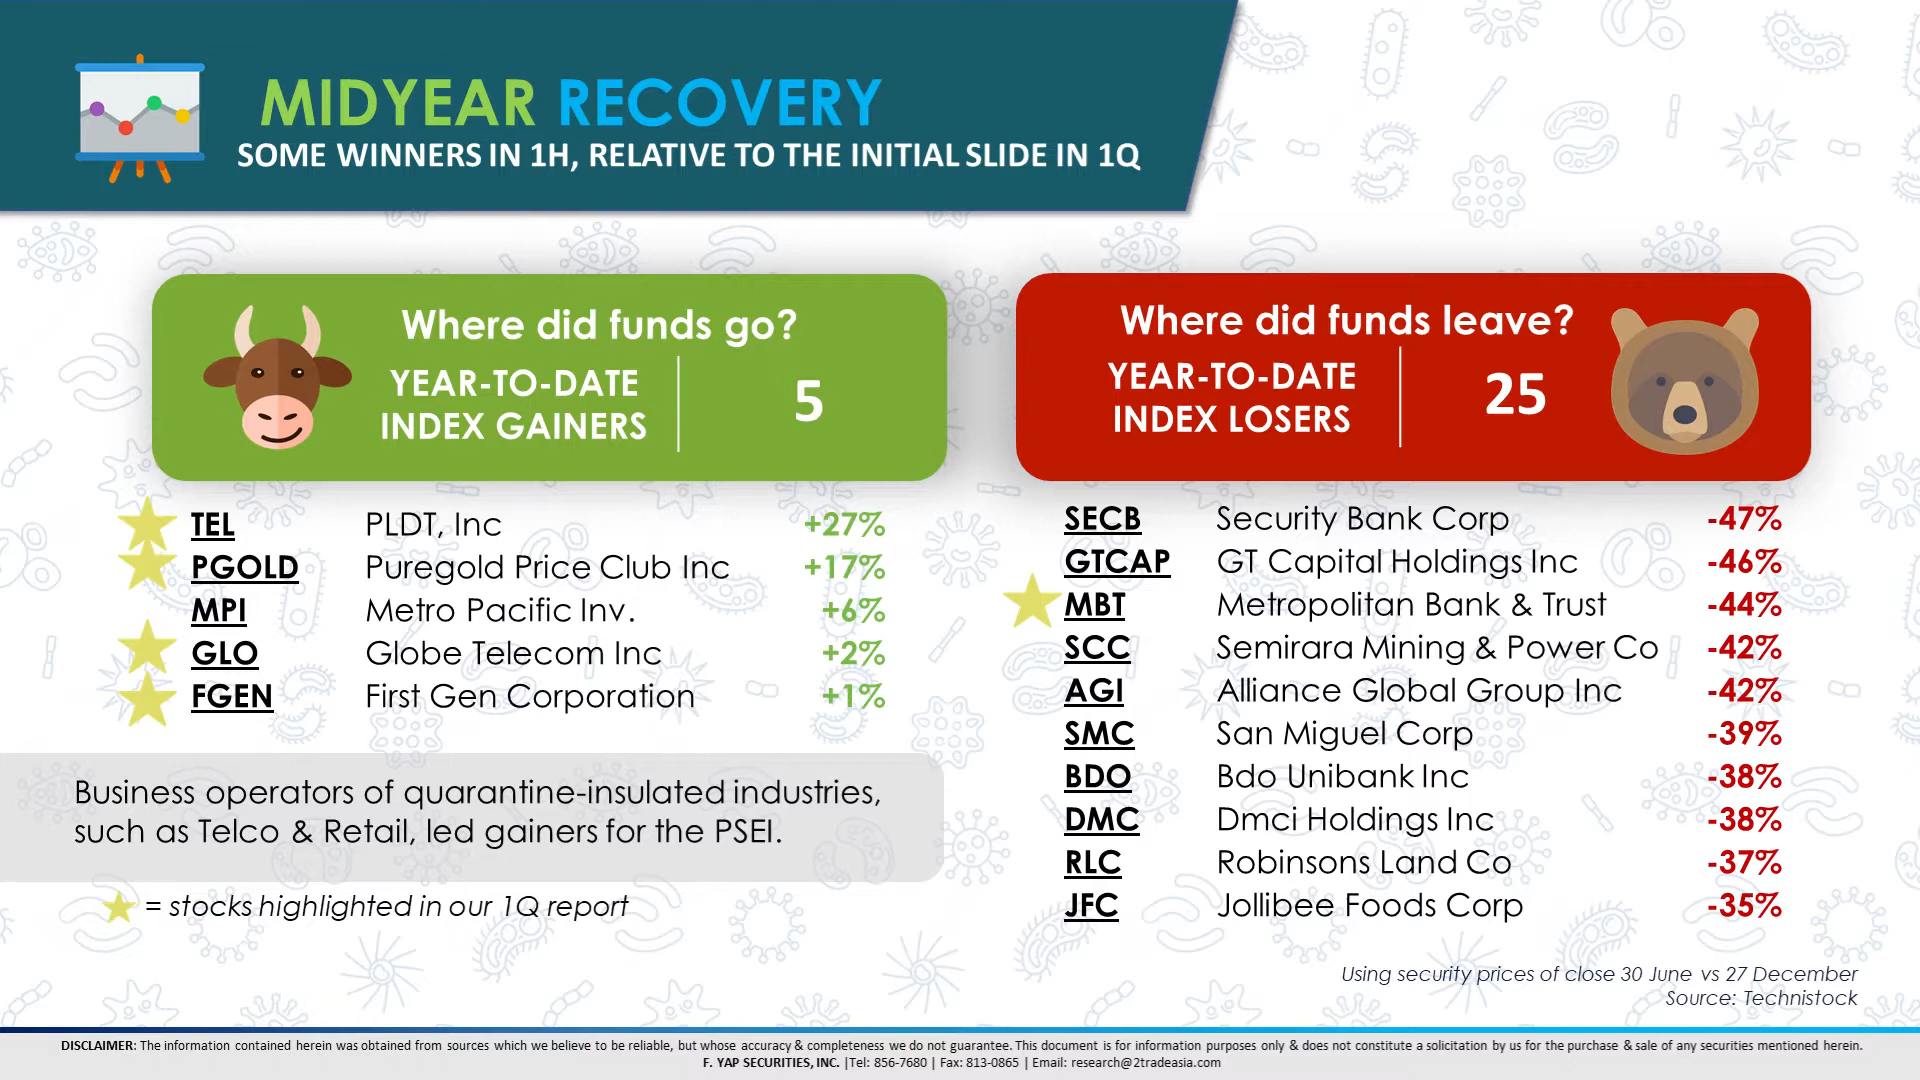 MIDYEAR RECOVERY
SOME WINNERS IN 1H, RELATIVE TO THE INITIAL SLIDE IN 1Q
Where did funds go?
YEAR-TO-DATE
INDEX GAINERS
5
TEL PLDT, Inc +27%
PGOLD Puregold Price Club Inc +17%
MPI Metro Pacific Inv. +6%
GLO Globe Telecom Inc +2%
FGEN First Gen Corporation +1%
Business operators of quarantine-insulated industries,
such as Telco & Retail, led gainers for the PSEI.
= stocks highlighted in our 1Q report
Where did funds leave?
YEAR-TO-DATE
INDEX LOSERS
25
SECB Security Bank Corp -47%
GTCAP GT Capital Holdings Inc -46%
MBT Metropolitan Bank & Trust -44%
SCC Semirara Mining & Power Co -42%
AGI Alliance Global Group Inc -42%
SMC San Miguel Corp -39%
BDO Bdo Unibank Inc -38%
DMC Dmci Holdings Inc -38%
RLC Robinsons Land Co -37%
JFC Jollibee Foods Corp -35%
Using security prices of close 30 June vs 27 December
Source: Technistock
DISCLAIMER: The information contained herein was obtained from sources which we believe to be reliable, but whose accuracy & completeness we do not guarantee. This document is for information purposes only & does not constitute a solicitation by us for the purchase & sale of any securities mentioned herein.
F. YAP SECURITIES, INC. |Tel: 856-7680 | Fax: 813-0865 | Email: research@2tradeasia.com